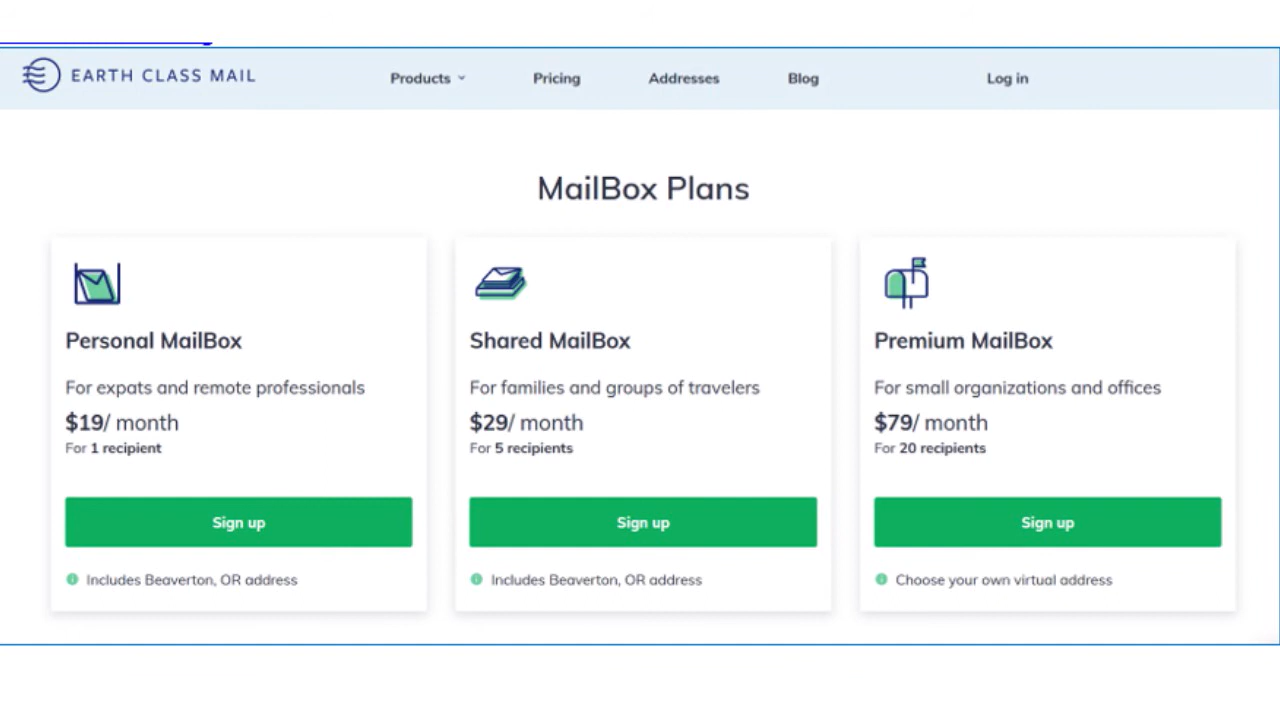 EARTH CLASS MAIL
Products
Pricing
Addresses
Blog
Log in
MailBox Plans
Personal MailBox
For expats and remote professionals
$19/ month
For 1 recipient
Sign up
Includes Beaverton, OR address
Shared MailBox
For families and groups of travelers
$29/ month
For 5 recipients
Sign up
Includes Beaverton, OR address
Premium MailBox
For small organizations and offices
$79/ month
For 20 recipients
Sign up
Choose your own virtual address